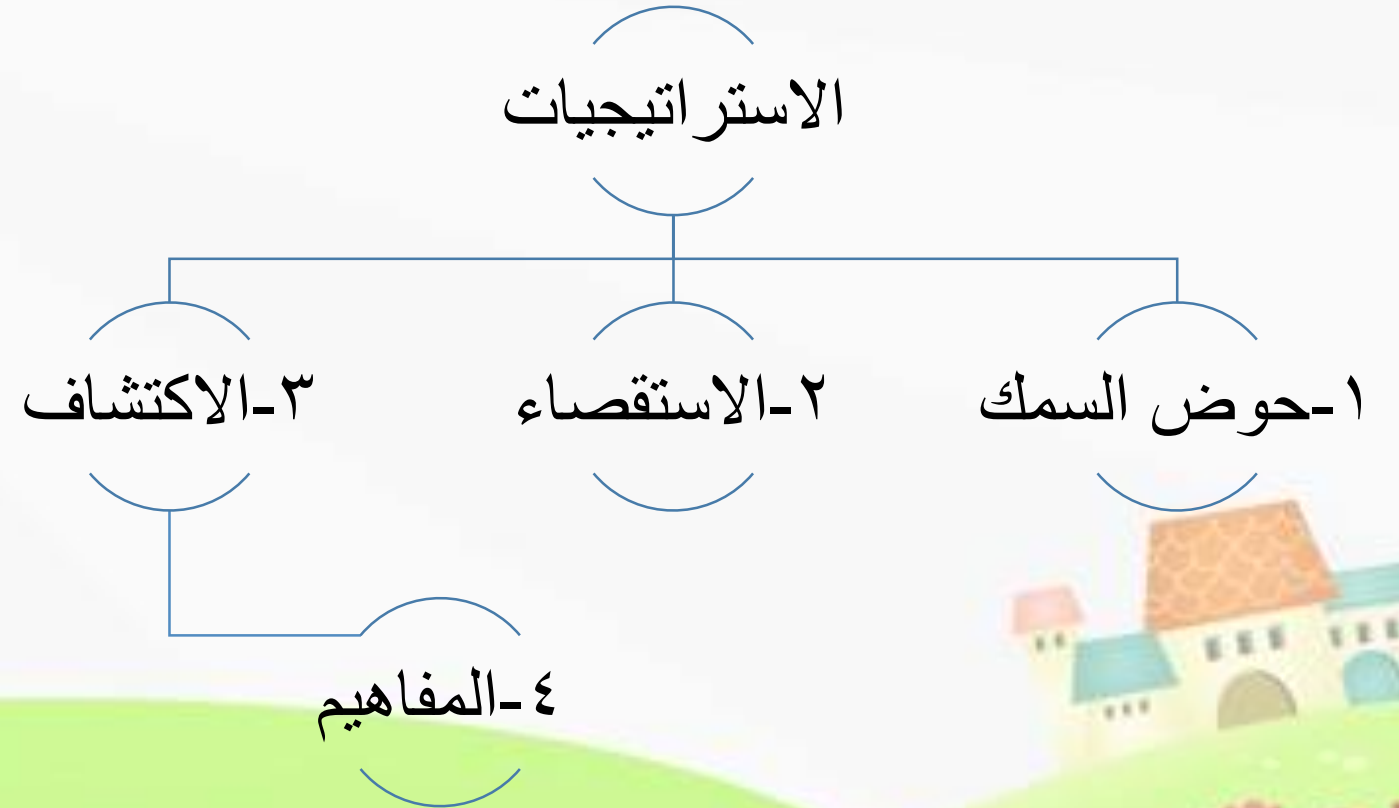 الاستراتيجيات
١-حوض السمك
٢-الاستقصاء
٣-الاكتشاف
٤-المفاهيم